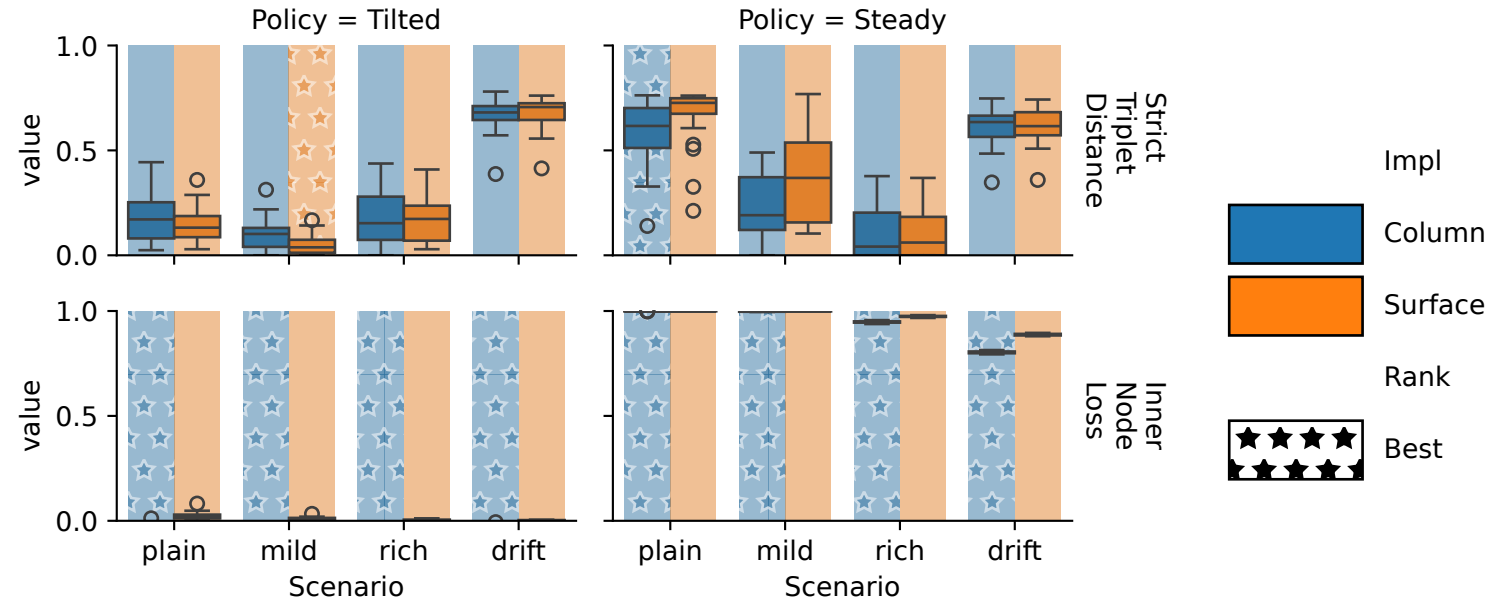 Policy = Tilted
Policy = Steady
value
1.0
0.5
0.0
Strict
Triplet
Distance
value
1.0
0.5
0.0
Inner
Node
Loss
plain
mild
rich
drift
Scenario
plain
mild
rich
drift
Scenario
Impl
Column
Surface
Rank
Best